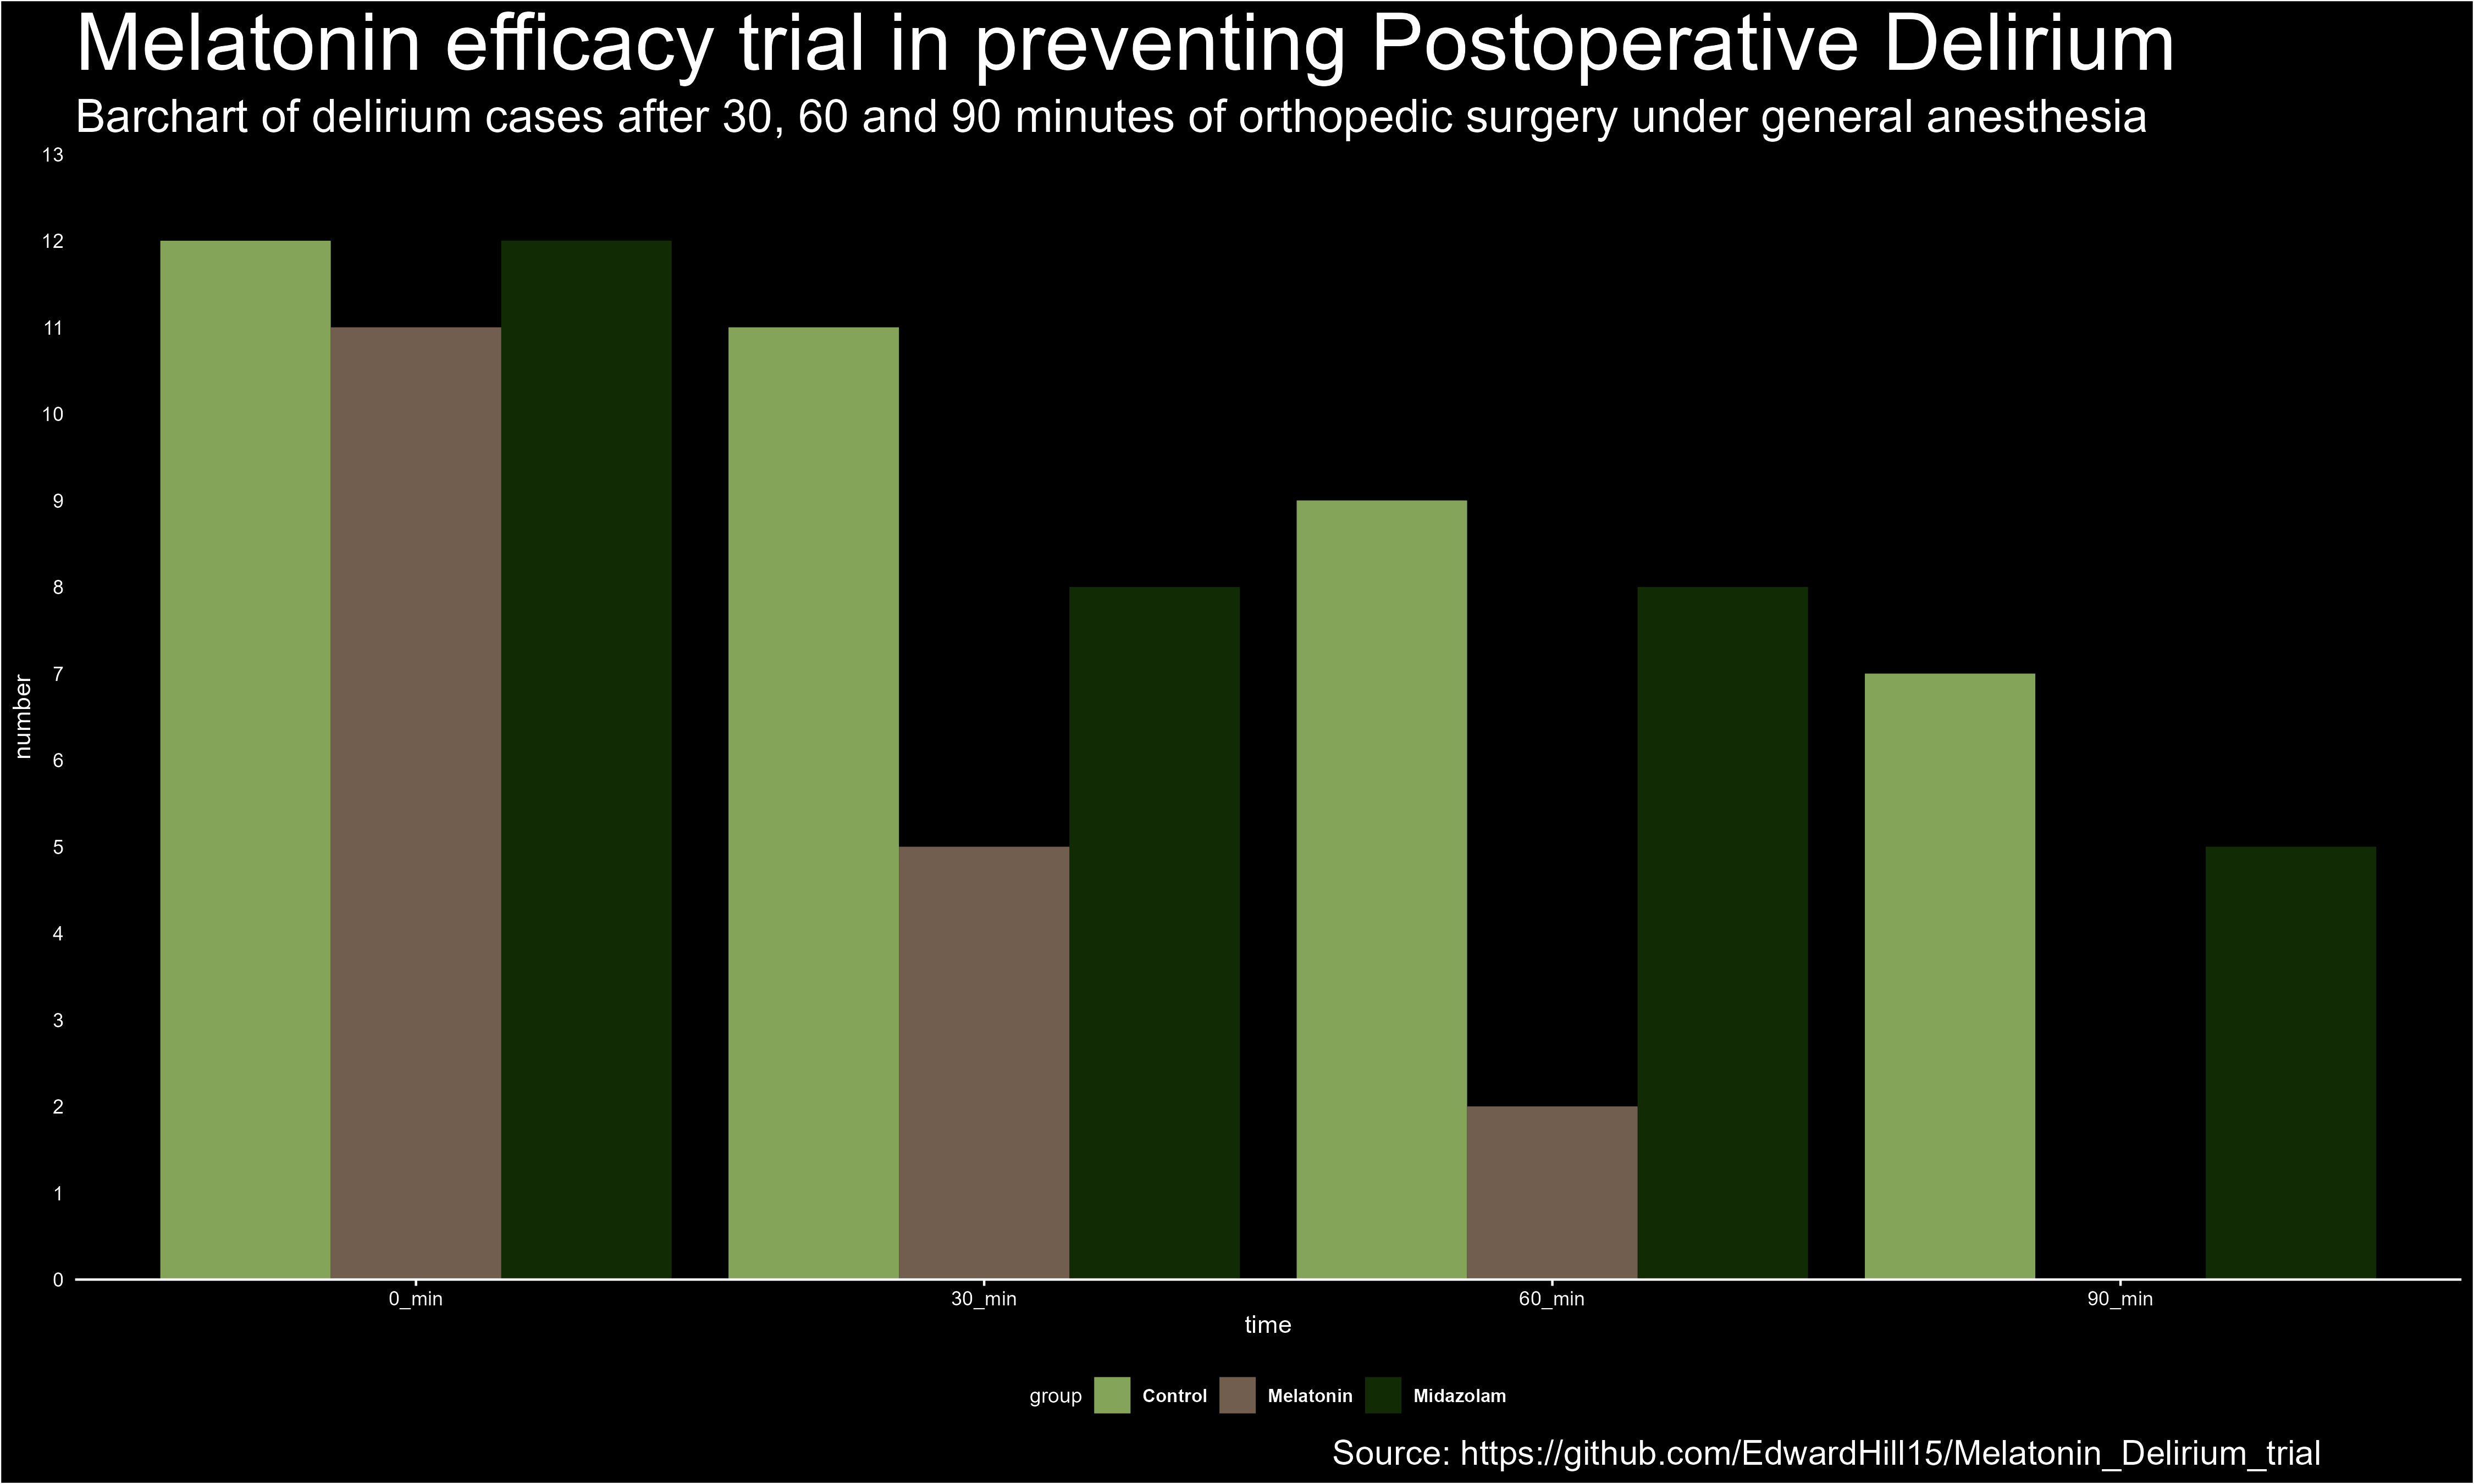 Melatonin efficacy trial in preventing Postoperative Delirium
Barchart of delirium cases after 30, 60 and 90 minutes of orthopedic surgery under general anesthesia
13
12
11
10
9
8
7
6
5
4
3
2
1
0
number
0_min 30_min 60_min 90_min
time
group Control Melatonin Midazolam
Source: https://github.com/EdwardHill15/Melatonin_Delirium_trial